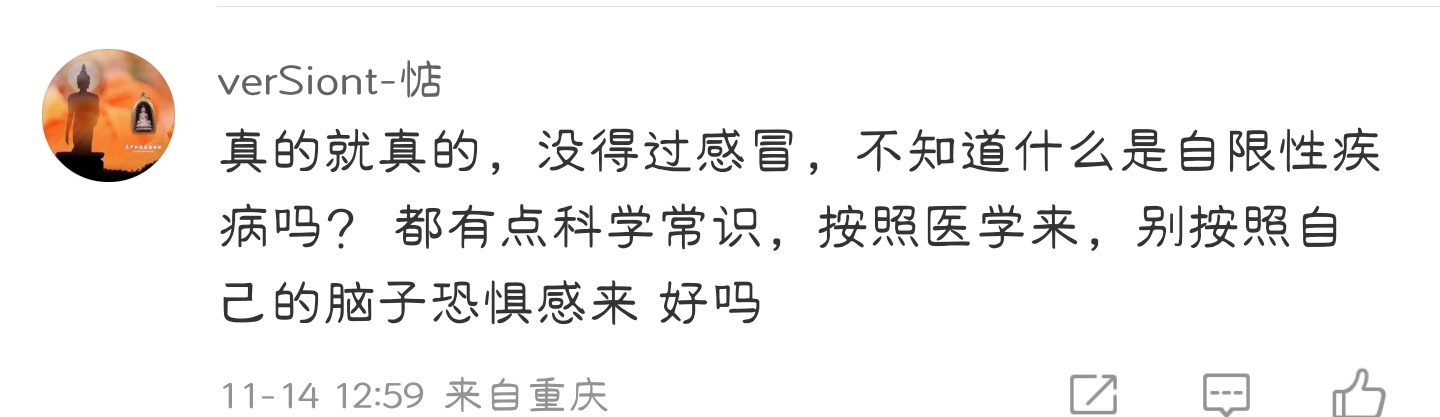 verSiont-惦
真的就真的，没得过感冒，不知道什么是自限性疾
病吗？ 都有点科学常识，按照医学来，别按照自
己的脑子恐惧感来 好吗
11-14 12:59 来自重庆